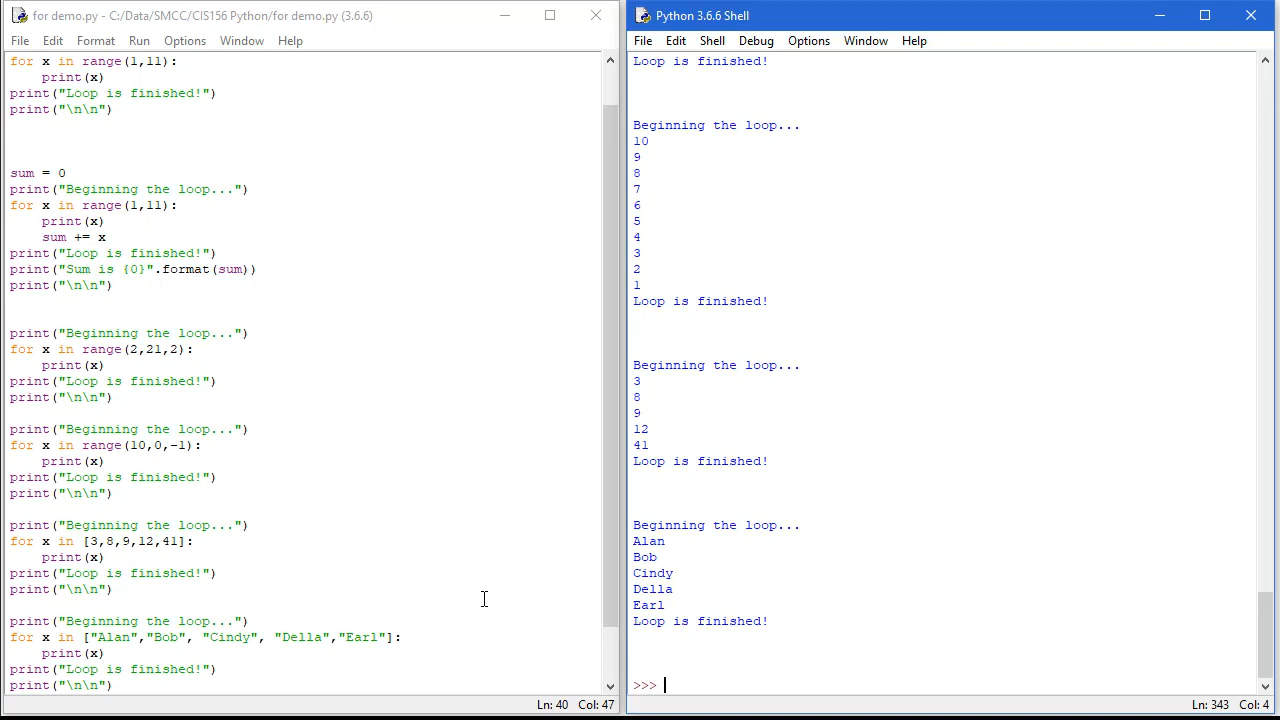 for demo.py - C:/Data/SMCC/CIS156 Python/for demo.py (3.6.6)
File Edit Format Run Options Window Help
for x in range(1,11):
    print(x)
print("Loop is finished!")
print("\n\n")
sum = 0
print("Beginning the loop...")
for x in range(1,11):
    print(x)
    sum += x
print("Loop is finished!")
print("Sum is {0}".format(sum))
print("\n\n")
print("Beginning the loop...")
for x in range(2,21,2):
    print(x)
print("Loop is finished!")
print("\n\n")
print("Beginning the loop...")
for x in range(10,0,-1):
    print(x)
print("Loop is finished!")
print("\n\n")
print("Beginning the loop...")
for x in [3,8,9,12,41]:
    print(x)
print("Loop is finished!")
print("\n\n")
print("Beginning the loop...")
for x in ["Alan","Bob", "Cindy", "Della","Earl"]:
    print(x)
print("Loop is finished!")
print("\n\n")
Ln: 40 Col: 47
Python 3.6.6 Shell
File Edit Shell Debug Options Window Help
Loop is finished!
Beginning the loop...
10
9
8
7
6
5
4
3
2
1
Loop is finished!
Beginning the loop...
3
8
9
12
41
Loop is finished!
Beginning the loop...
Alan
Bob
Cindy
Della
Earl
Loop is finished!
>>>
Ln: 343 Col: 4